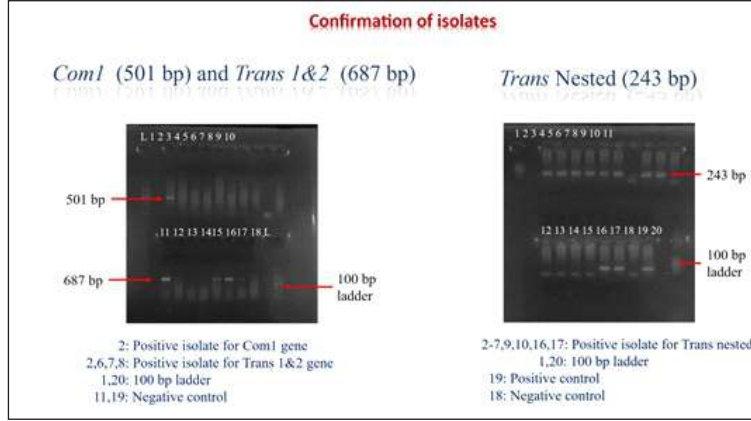 Confirmation of isolates
Com1 (501 bp) and Trans 1&2 (687 bp)
Trans Nested (243 bp)
L 1 2 3 4 5 6 7 8 9 10
501 bp
11 12 13 14 15 16 17 18 L
687 bp
100 bp
ladder
2: Positive isolate for Com1 gene
2,6,7,8: Positive isolate for Trans 1&2 gene
1,20: 100 bp ladder
11,19: Negative control
1 2 3 4 5 6 7 8 9 10 11
243 bp
12 13 14 15 16 17 18 19 20
100 bp
ladder
2-7,9,10,16,17: Positive isolate for Trans nested
1,20: 100 bp ladder
19: Positive control
18: Negative control